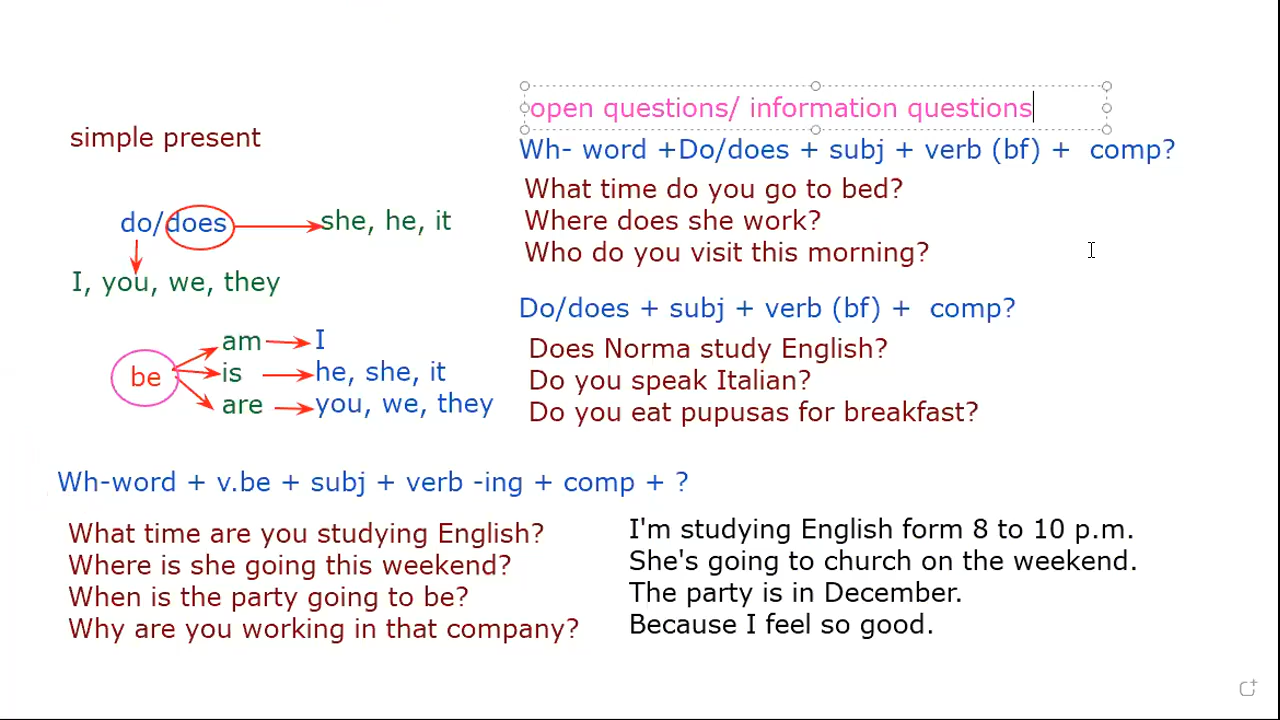 simple present
do/does she, he, it
I, you, we, they
be
am I
is he, she, it
are you, we, they
open questions/ information questions
Wh- word +Do/does + subj + verb (bf) + comp?
What time do you go to bed?
Where does she work?
Who do you visit this morning?
Do/does + subj + verb (bf) + comp?
Does Norma study English?
Do you speak Italian?
Do you eat pupusas for breakfast?
Wh-word + v.be + subj + verb -ing + comp + ?
What time are you studying English?
Where is she going this weekend?
When is the party going to be?
Why are you working in that company?
I'm studying English form 8 to 10 p.m.
She's going to church on the weekend.
The party is in December.
Because I feel so good.